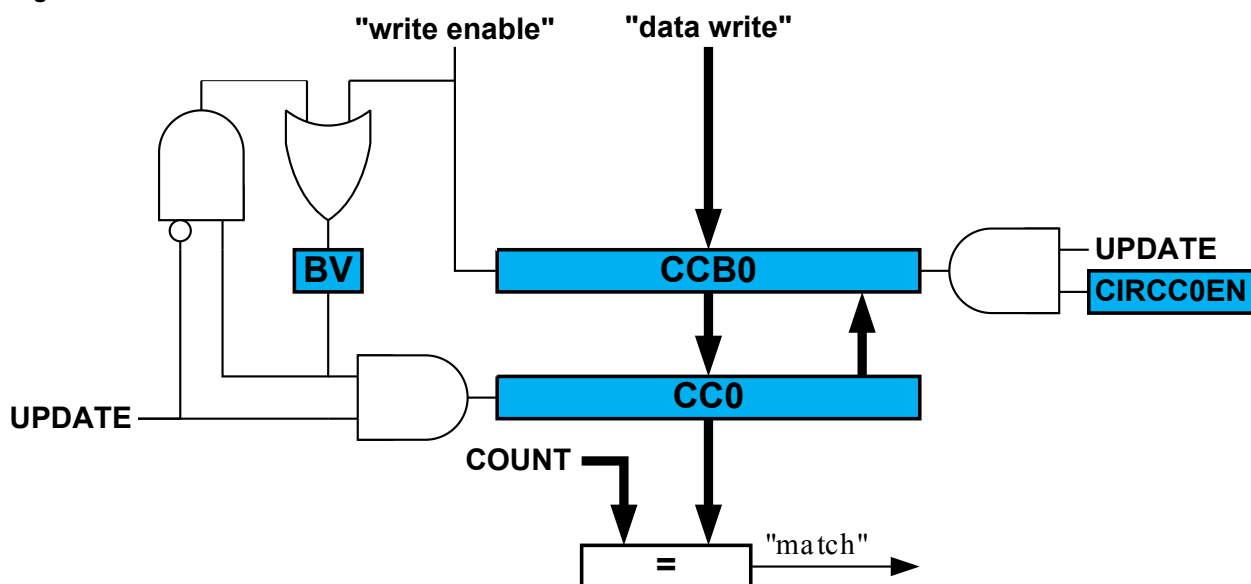 "write enable"
"data write"
BV
CCB0
UPDATE
CIRCC0EN
CC0
UPDATE
COUNT
=
"match"